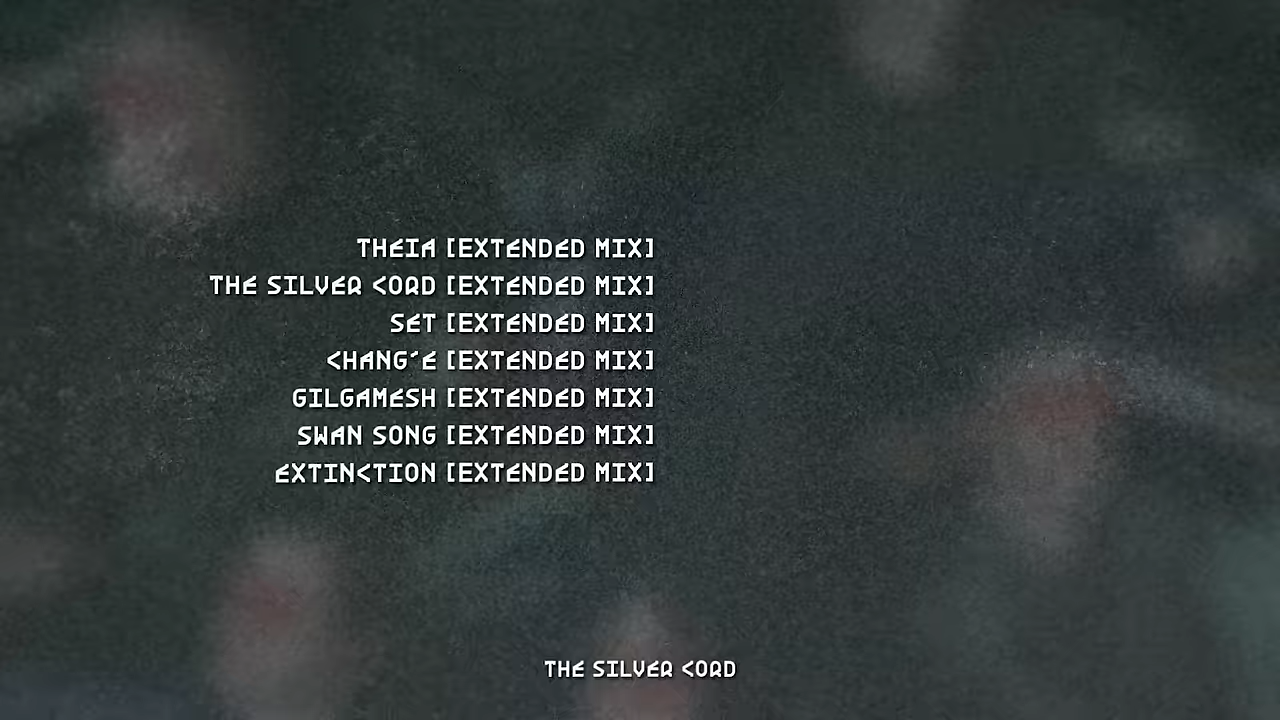 THEIA [EXTENDED MIX]
THE SILVER CORD [EXTENDED MIX]
SET [EXTENDED MIX]
CHANG'E [EXTENDED MIX]
GILGAMESH [EXTENDED MIX]
SWAN SONG [EXTENDED MIX]
EXTINCTION [EXTENDED MIX]
THE SILVER CORD